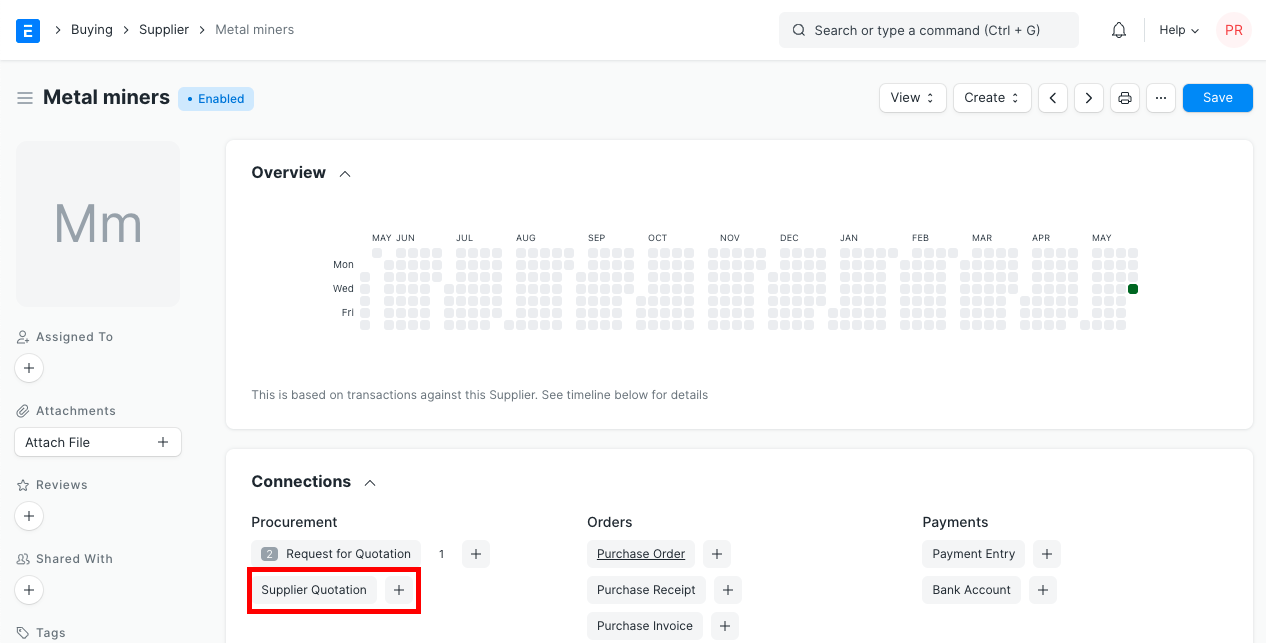 E > Buying > Supplier > Metal miners
Search or type a command (Ctrl + G)
Help
PR
Metal miners
• Enabled
View
Create
Save
Mm
Assigned To
Attachments
Attach File
Reviews
Shared With
Tags
Overview
MAY JUN JUL AUG SEP OCT NOV DEC JAN FEB MAR APR MAY
Mon
Wed
Fri
This is based on transactions against this Supplier. See timeline below for details
Connections
Procurement
2 Request for Quotation 1 +
Supplier Quotation +
Orders
Purchase Order +
Purchase Receipt +
Purchase Invoice +
Payments
Payment Entry +
Bank Account +